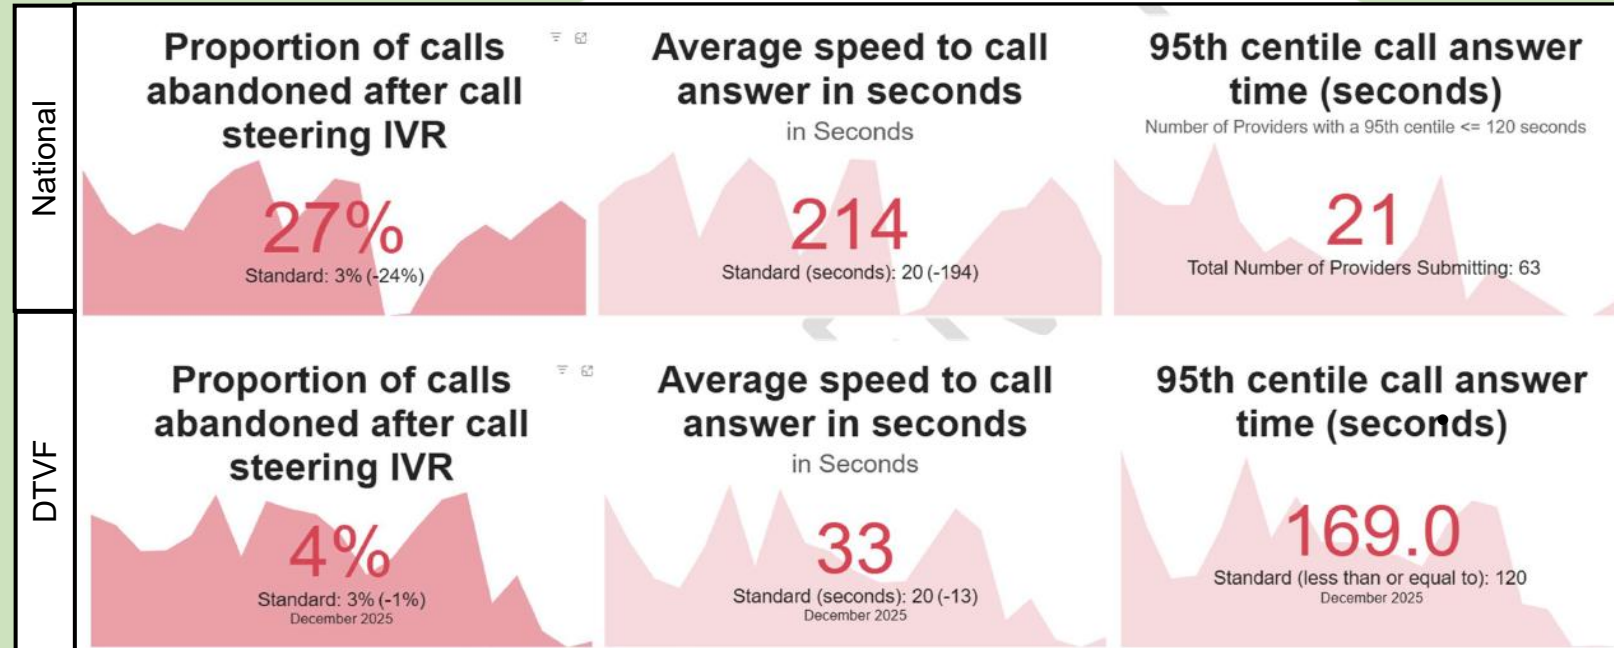 National
Proportion of calls
abandoned after call
steering IVR
27%
Standard: 3% (-24%)
Average speed to call
answer in seconds
in Seconds
214
Standard (seconds): 20 (-194)
95th centile call answer
time (seconds)
Number of Providers with a 95th centile <= 120 seconds
21
Total Number of Providers Submitting: 63
DTVF
Proportion of calls
abandoned after call
steering IVR
4%
Standard: 3% (-1%)
December 2025
Average speed to call
answer in seconds
in Seconds
33
Standard (seconds): 20 (-13)
December 2025
95th centile call answer
time (seconds)
169.0
Standard (less than or equal to): 120
December 2025